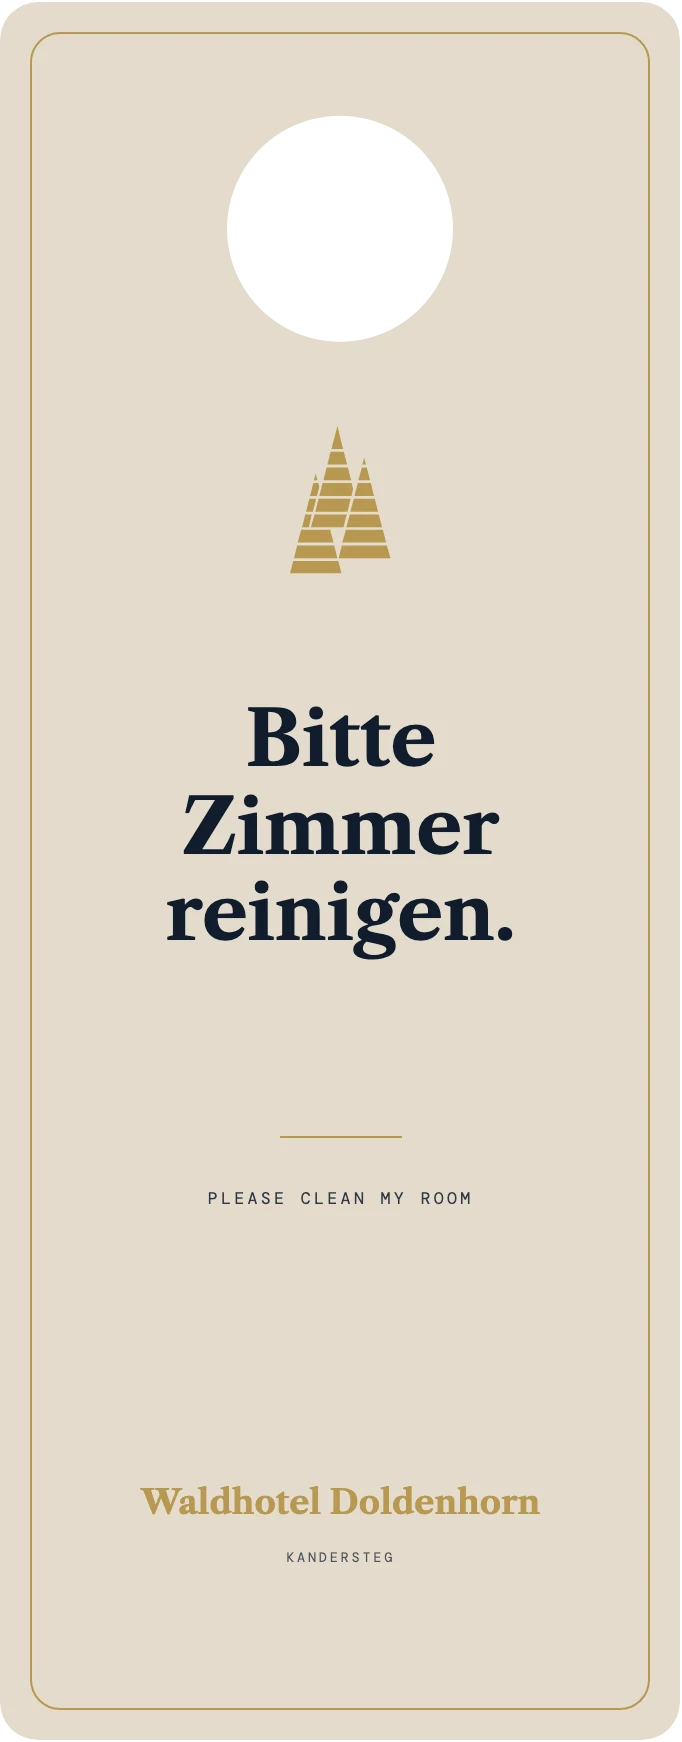 Bitte
Zimmer
reinigen.
PLEASE CLEAN MY ROOM
Waldhotel Doldenhorn
KANDERSTEG